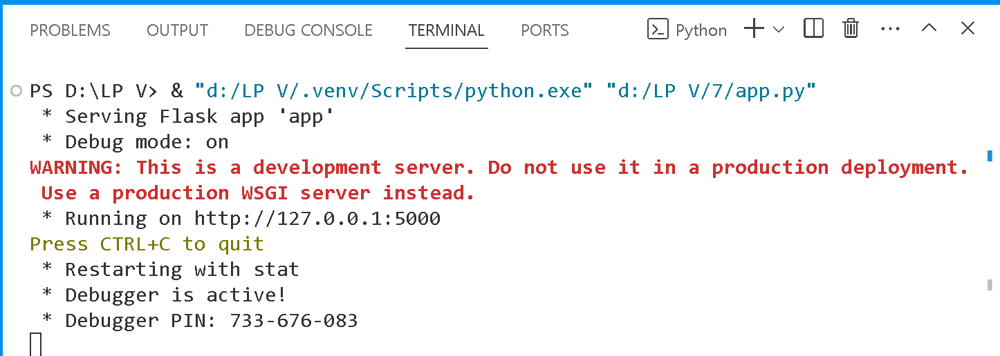 PROBLEMS OUTPUT DEBUG CONSOLE TERMINAL PORTS Python
PS D:\LP V> & "d:/LP V/.venv/Scripts/python.exe" "d:/LP V/7/app.py"
 * Serving Flask app 'app'
 * Debug mode: on
WARNING: This is a development server. Do not use it in a production deployment.
 Use a production WSGI server instead.
 * Running on http://127.0.0.1:5000
Press CTRL+C to quit
 * Restarting with stat
 * Debugger is active!
 * Debugger PIN: 733-676-083